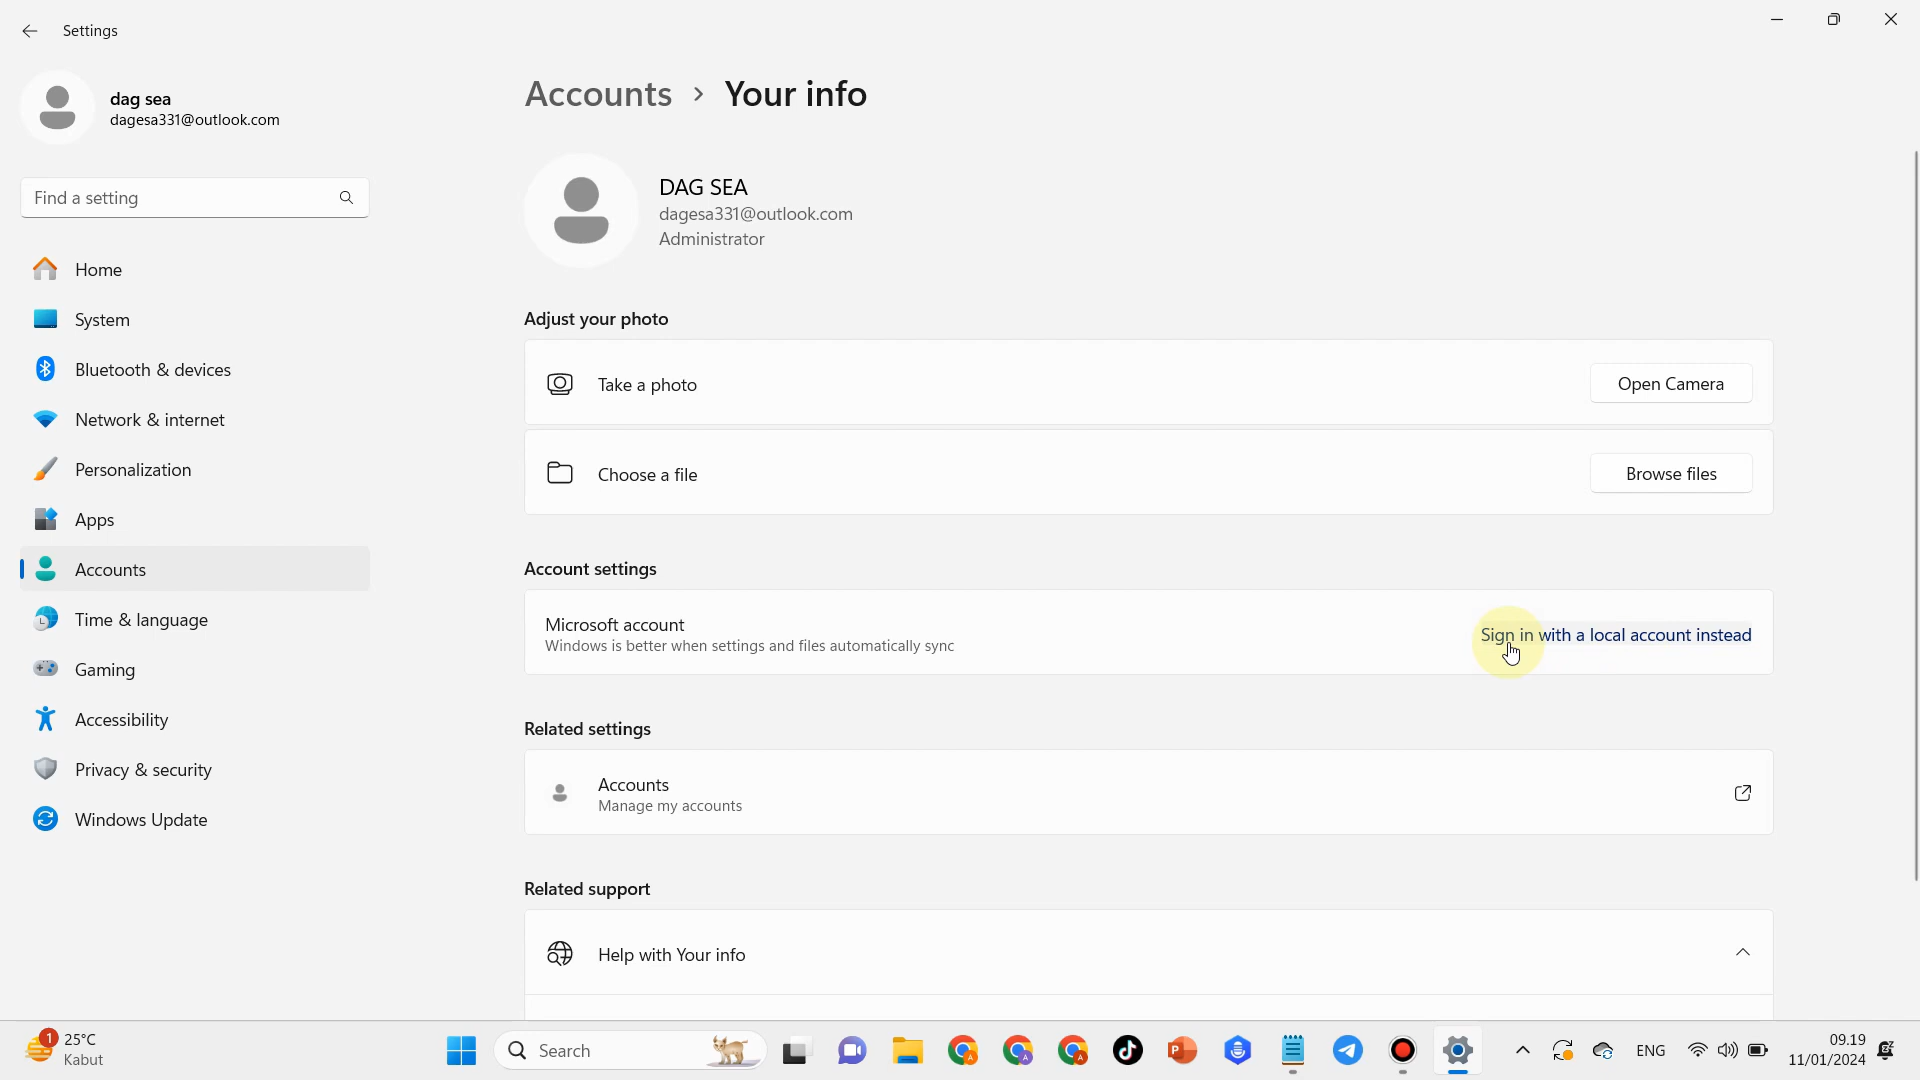 Settings
dag sea
dagesa331@outlook.com
Find a setting
Home
System
Bluetooth & devices
Network & internet
Personalization
Apps
Accounts
Time & language
Gaming
Accessibility
Privacy & security
Windows Update
Accounts > Your info
DAG SEA
dagesa331@outlook.com
Administrator
Adjust your photo
Take a photo
Open Camera
Choose a file
Browse files
Account settings
Microsoft account
Windows is better when settings and files automatically sync
Sign in with a local account instead
Related settings
Accounts
Manage my accounts
Related support
Help with Your info
1
25°C
Kabut
Search
ENG
09.19
11/01/2024